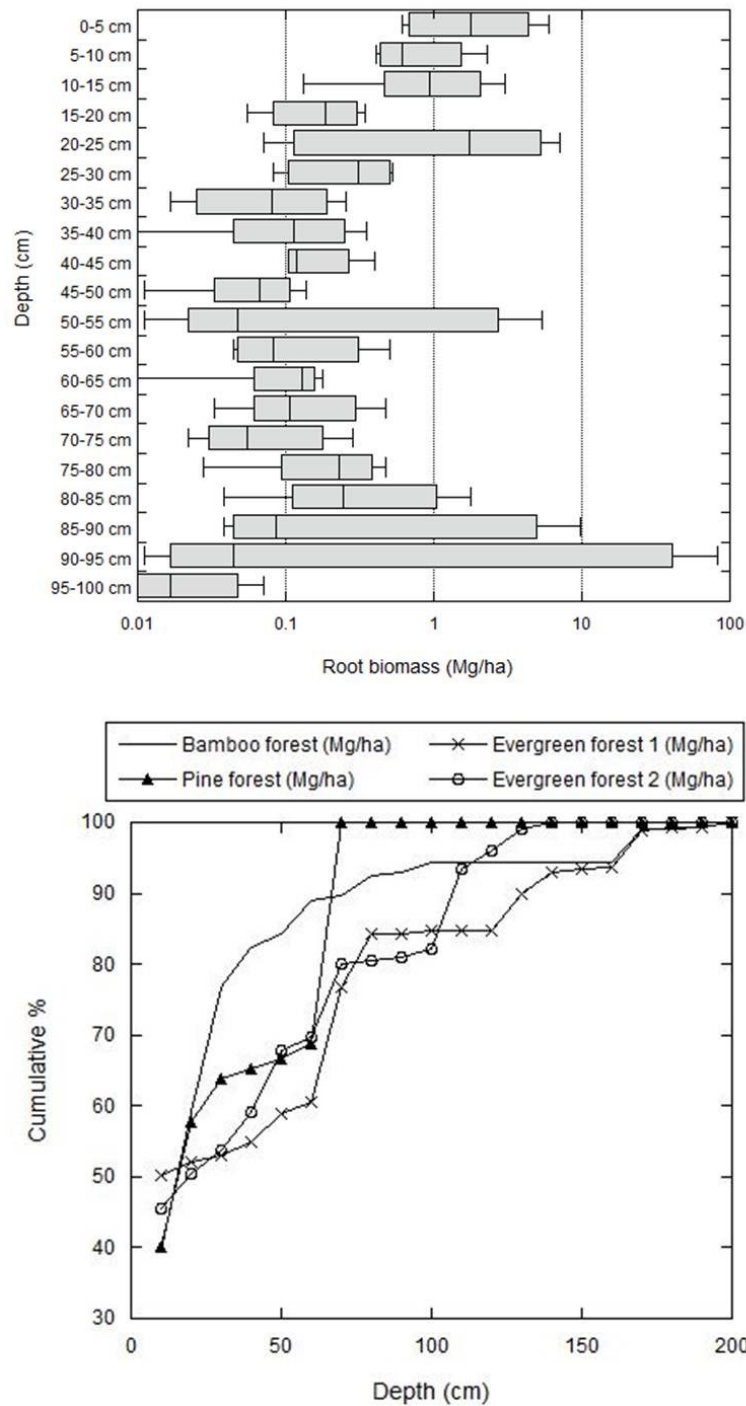 0-5 cm
5-10 cm
10-15 cm
15-20 cm
20-25 cm
25-30 cm
30-35 cm
35-40 cm
40-45 cm
45-50 cm
50-55 cm
55-60 cm
60-65 cm
65-70 cm
70-75 cm
75-80 cm
80-85 cm
85-90 cm
90-95 cm
95-100 cm
Depth (cm)
0.01 0.1 1 10 100
Root biomass (Mg/ha)
Bamboo forest (Mg/ha) Evergreen forest 1 (Mg/ha)
Pine forest (Mg/ha) Evergreen forest 2 (Mg/ha)
100
90
80
70
60
50
40
30
Cumulative %
0 50 100 150 200
Depth (cm)